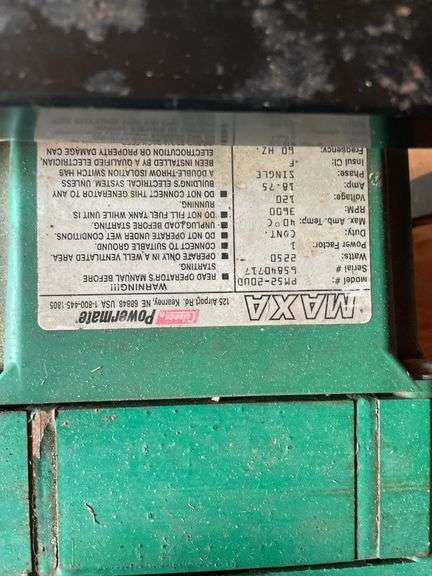 MAXA
Coleman Powermate
125 Airport Rd. Kearney, NE 68848 USA 1-800-445-1805
Model #: PM52-2000
Serial #: 65840717
Watts: 2250
Power Factor: 1
Duty: CONT.
Max. Amb. Temp: 40°C
RPM: 3600
Voltage: 120
Amp: 18.75
Phase: SINGLE
Insul Cl: F
Frequency: 60 HZ.
WARNING!!!
■ READ OPERATOR'S MANUAL BEFORE
STARTING
■ OPERATE IN A WELL VENTILATED AREA
■ CONNECT TO SUITABLE GROUND
■ DO NOT OPERATE UNDER WET CONDITIONS.
■ UNPLUG LOAD BEFORE STARTING
■ DO NOT FILL FUEL TANK WHILE UNIT IS
RUNNING
■ DO NOT CONNECT THIS GENERATOR TO ANY
BUILDING'S ELECTRICAL SYSTEM, UNLESS
A DOUBLE-THROW ISOLATION SWITCH HAS
BEEN INSTALLED BY QUALIFIED ELECTRICIAN,
ELECTROCUTION OR PROPERTY DAMAGE CAN